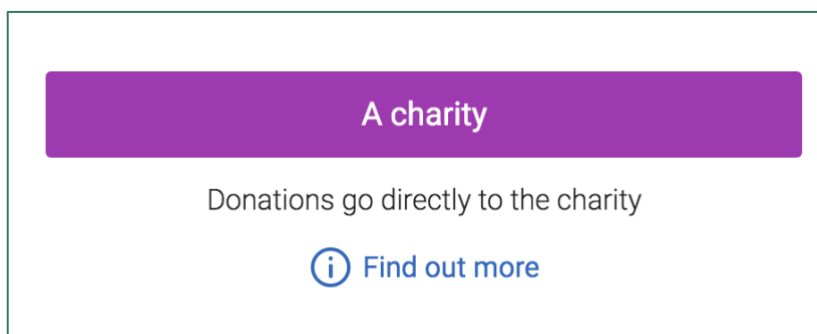 A charity
Donations go directly to the charity
Find out more